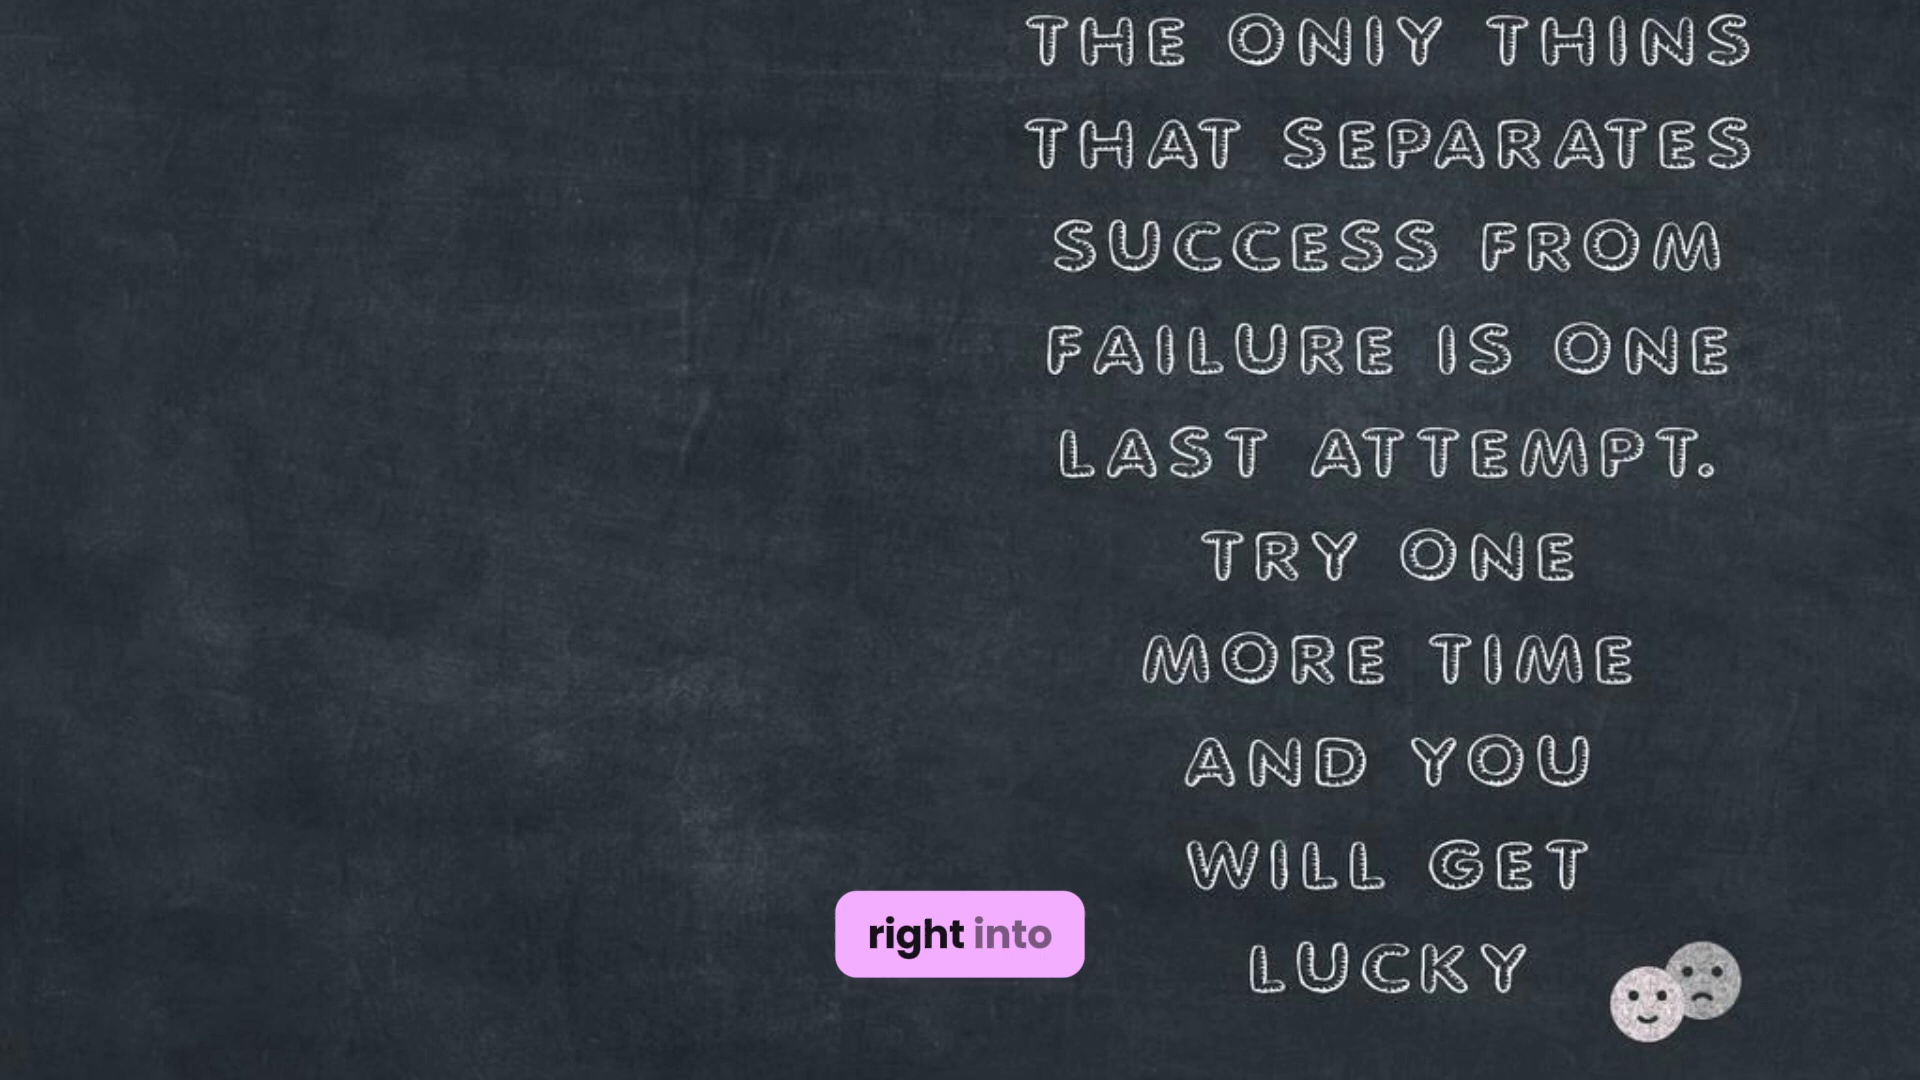 THE ONIY THINS
THAT SEPARATES
SUCCESS FROM
FAILURE IS ONE
LAST ATTEMPT.
TRY ONE
MORE TIME
AND YOU
WILL GET
LUCKY
right into